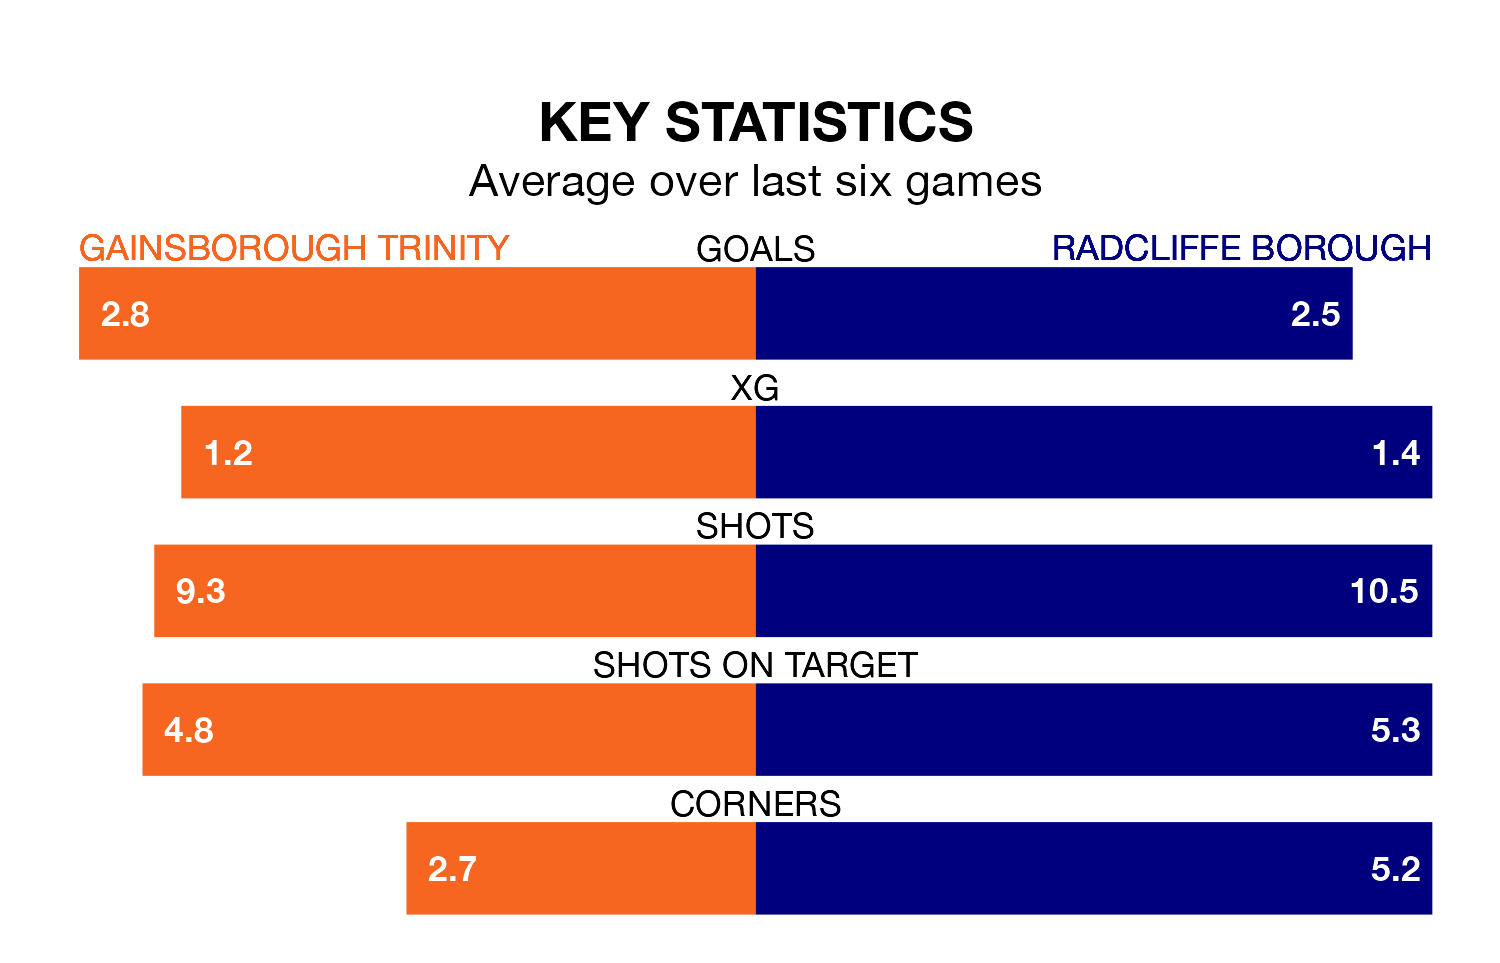 KEY STATISTICS
Average over last six games
GAINSBOROUGH TRINITY GOALS RADCLIFFE BOROUGH
2.8 2.5
XG
1.2 1.4
SHOTS
9.3 10.5
SHOTS ON TARGET
4.8 5.3
CORNERS
2.7 5.2